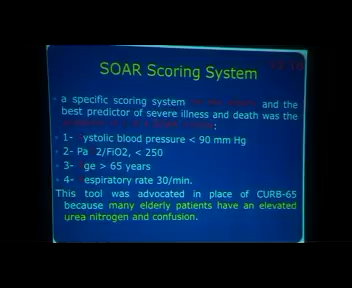 SOAR Scoring System
a specific scoring system and the
best predictor of severe illness and death was the
:
1- ystolic blood pressure < 90 mm Hg
2- Pa 2/FiO2, < 250
3- ge > 65 years
4- espiratory rate 30/min.
This tool was advocated in place of CURB-65
because many elderly patients have an elevated
urea nitrogen and confusion.